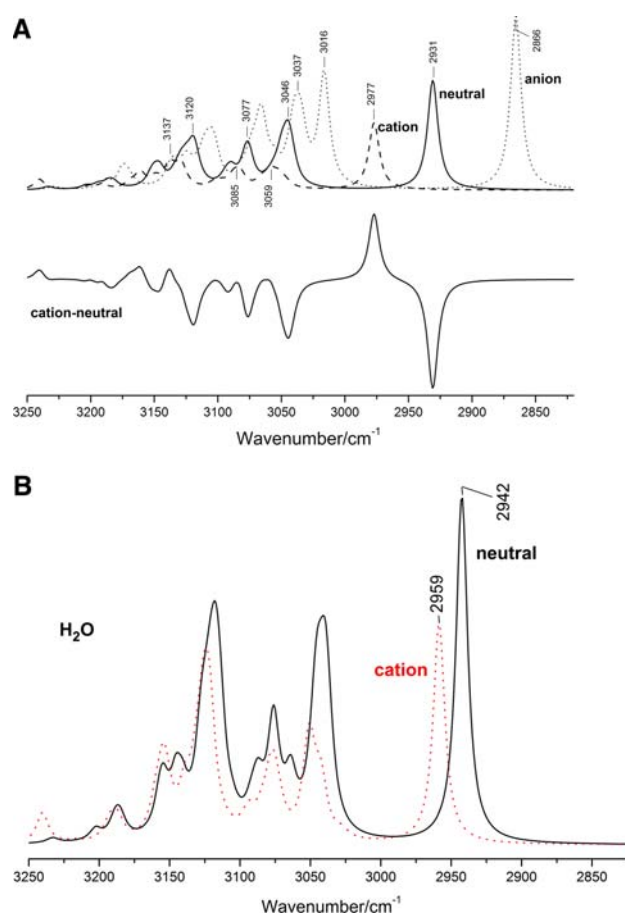 A
3137
3120
3085
3077
3059
3046
3037
3016
2977
2931
2866
cation
neutral
anion
cation-neutral
3250 3200 3150 3100 3050 3000 2950 2900 2850
Wavenumber/cm⁻¹
B
2942
neutral
2959
H₂O
cation
3250 3200 3150 3100 3050 3000 2950 2900 2850
Wavenumber/cm⁻¹